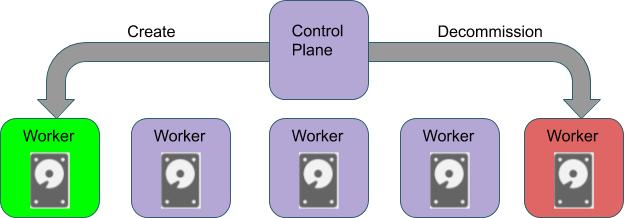 Create
Control
Plane
Decommission
Worker
Worker
Worker
Worker
Worker